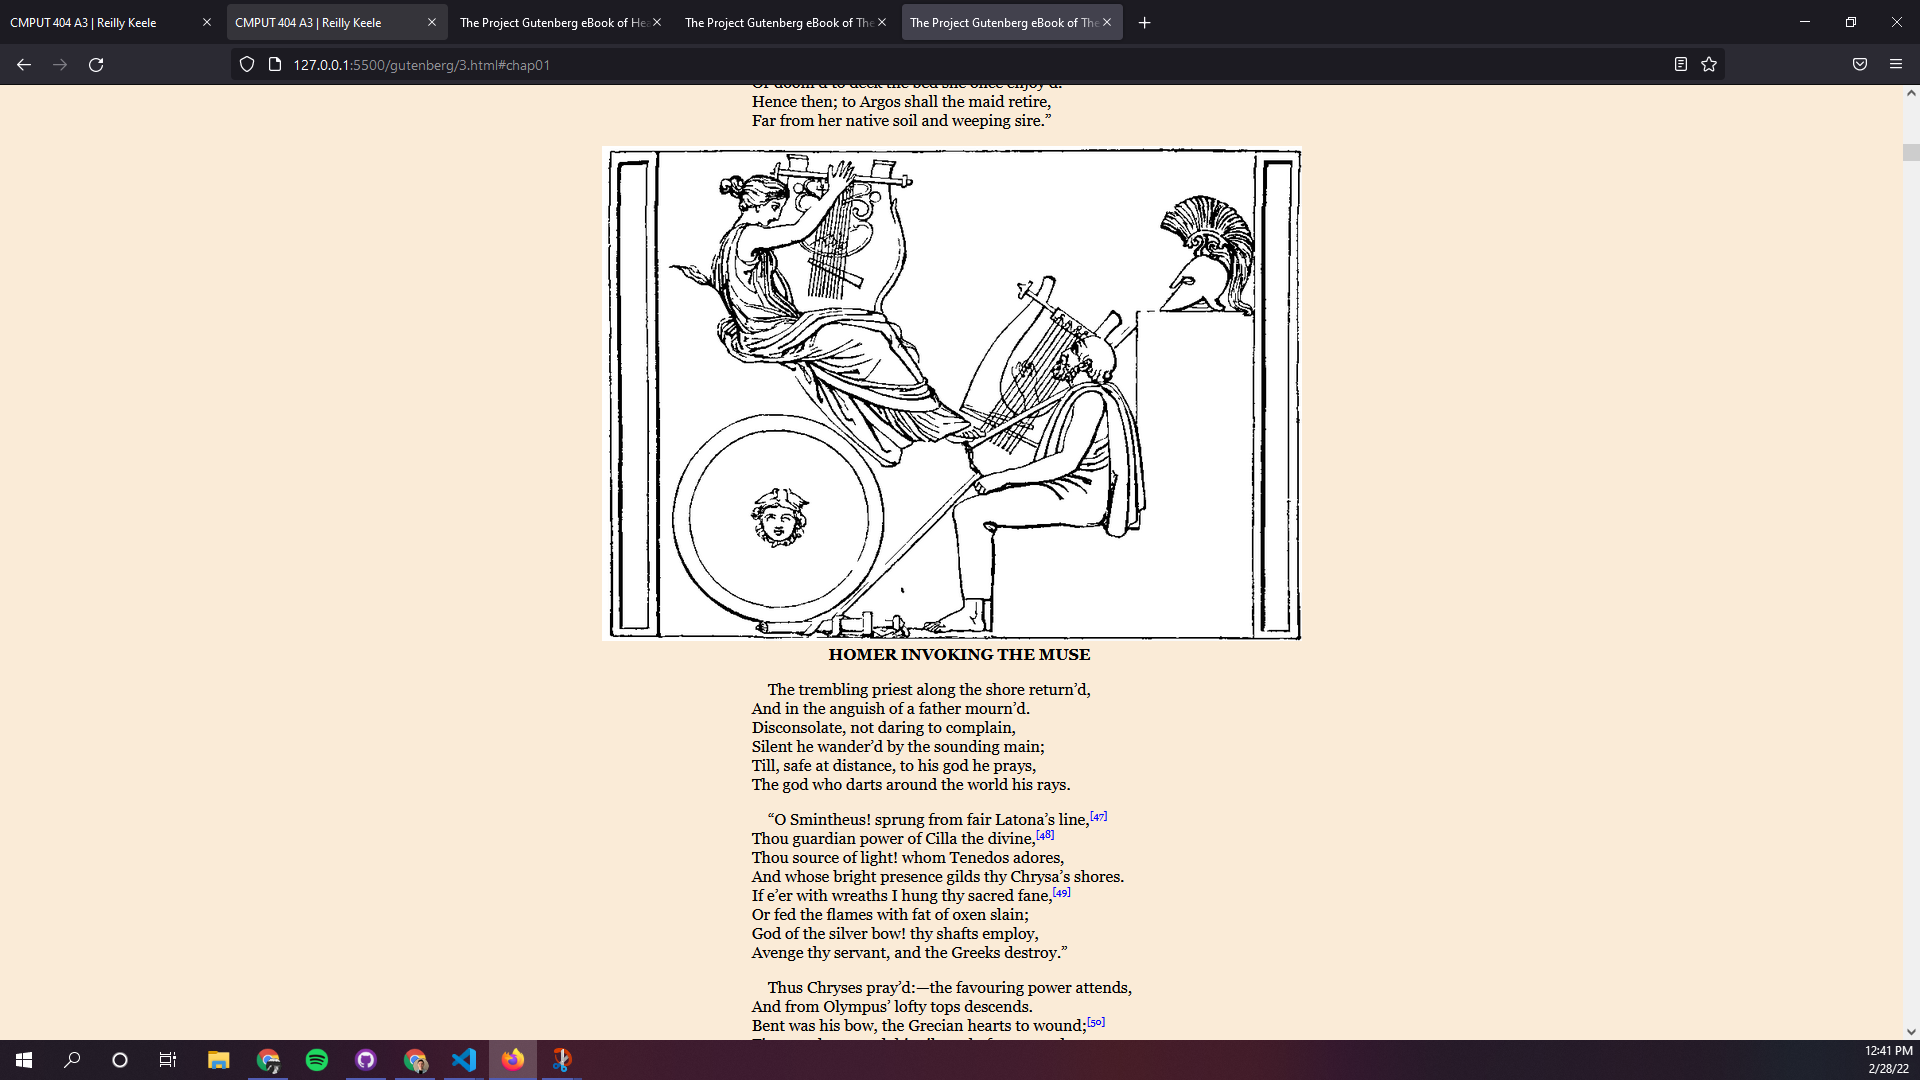 CMPUT 404 A3 | Reilly Keele
CMPUT 404 A3 | Reilly Keele
The Project Gutenberg eBook of Hea
The Project Gutenberg eBook of The
The Project Gutenberg eBook of The
127.0.0.1:5500/gutenberg/3.html#chap01
Or doom’d to deck the bed she once enjoy’d.
Hence then; to Argos shall the maid retire,
Far from her native soil and weeping sire.”
HOMER INVOKING THE MUSE
The trembling priest along the shore return’d,
And in the anguish of a father mourn’d.
Disconsolate, not daring to complain,
Silent he wander’d by the sounding main;
Till, safe at distance, to his god he prays,
The god who darts around the world his rays.
“O Smintheus! sprung from fair Latona’s line,[47]
Thou guardian power of Cilla the divine,[48]
Thou source of light! whom Tenedos adores,
And whose bright presence gilds thy Chrysa’s shores.
If e’er with wreaths I hung thy sacred fane,[49]
Or fed the flames with fat of oxen slain;
God of the silver bow! thy shafts employ,
Avenge thy servant, and the Greeks destroy.”
Thus Chryses pray’d:—the favouring power attends,
And from Olympus’ lofty tops descends.
Bent was his bow, the Grecian hearts to wound;[50]
12:41 PM
2/28/22